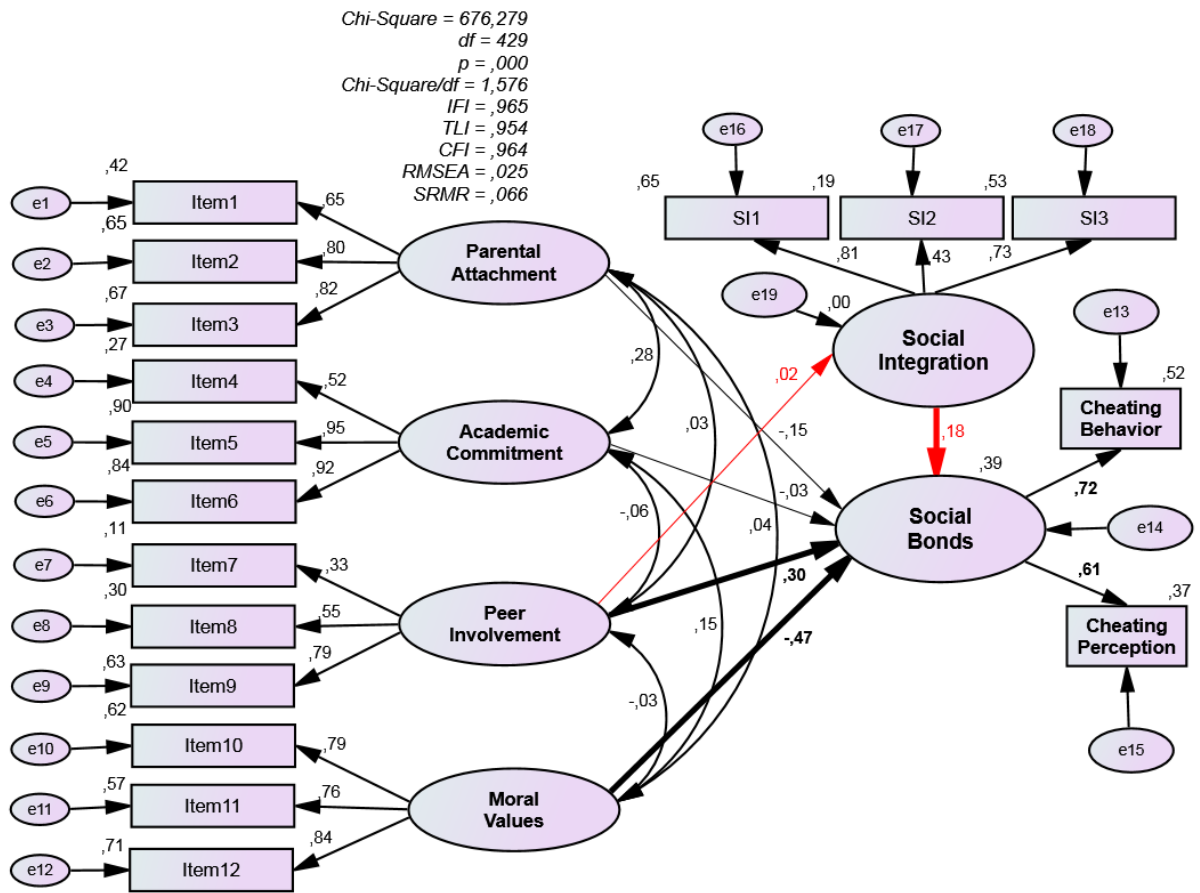 Chi-Square = 676,279
df = 429
p = ,000
Chi-Square/df = 1,576
IFI = ,965
TLI = ,954
CFI = ,964
RMSEA = ,025
SRMR = ,066
e16
e17
e18
,65
,19
,53
SI1
SI2
SI3
,81
,43
,73
e19
,00
Social
Integration
e13
,52
Cheating
Behavior
,42
e1
Item1
,65
,65
e2
Item2
,80
,67
e3
Item3
,82
,27
e4
Item4
,52
,90
e5
Item5
,95
,84
e6
Item6
,92
,11
e7
Item7
,33
,30
e8
Item8
,55
,63
e9
Item9
,79
,62
e10
Item10
,79
,57
e11
Item11
,76
,71
e12
Item12
,84
Parental
Attachment
Academic
Commitment
Peer
Involvement
Moral
Values
,28
,03
-,06
,04
,15
-,03
,02
-,15
-,03
,30
-,47
,18
,39
Social
Bonds
,72
e14
,61
,37
Cheating
Perception
e15